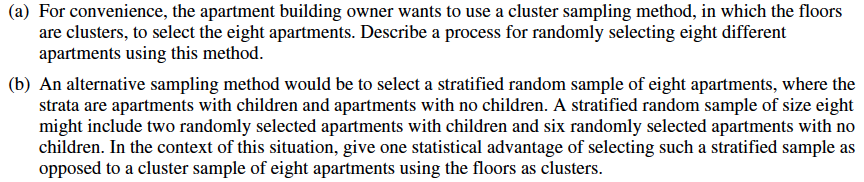 (a) For convenience, the apartment building owner wants to use a cluster sampling method, in which the floors
are clusters, to select the eight apartments. Describe a process for randomly selecting eight different
apartments using this method.
(b) An alternative sampling method would be to select a stratified random sample of eight apartments, where the
strata are apartments with children and apartments with no children. A stratified random sample of size eight
might include two randomly selected apartments with children and six randomly selected apartments with no
children. In the context of this situation, give one statistical advantage of selecting such a stratified sample as
opposed to a cluster sample of eight apartments using the floors as clusters.